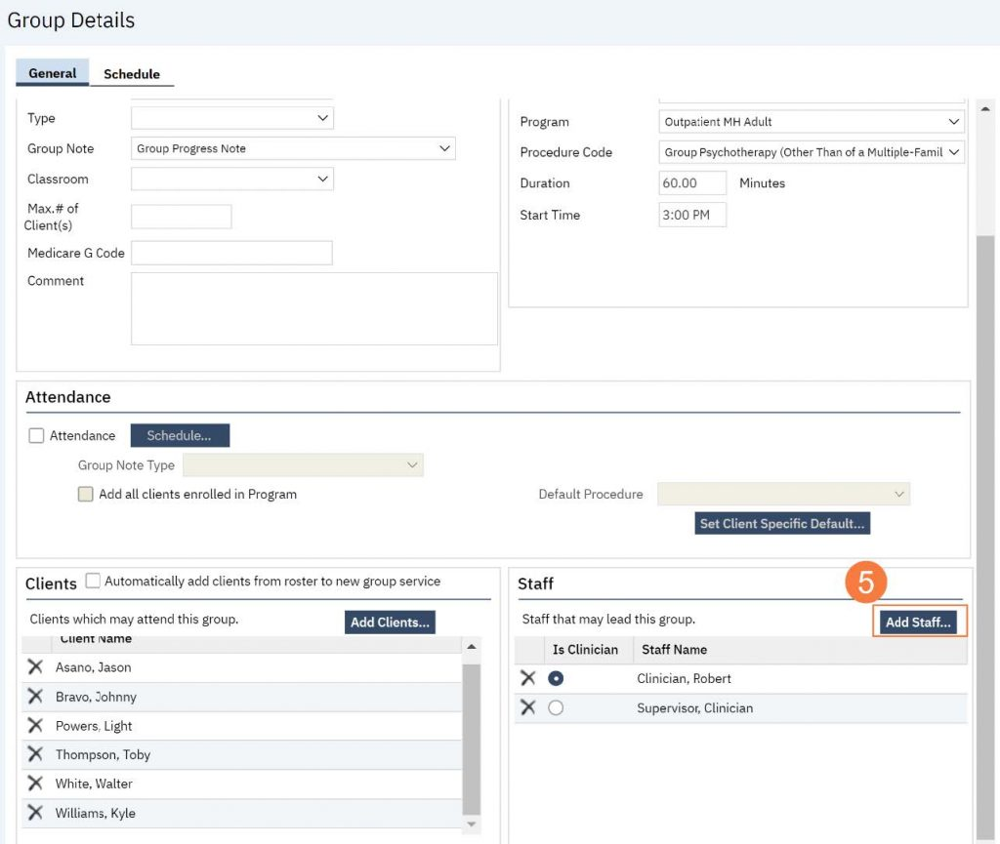 Group Details
General
Schedule
Type
Group Note
Group Progress Note
Classroom
Max.# of
Client(s)
Medicare G Code
Comment
Program
Outpatient MH Adult
Procedure Code
Group Psychotherapy (Other Than of a Multiple-Famil
Duration
60.00
Minutes
Start Time
3:00 PM
Attendance
Attendance
Schedule...
Group Note Type
Add all clients enrolled in Program
Default Procedure
Set Client Specific Default...
Clients
Automatically add clients from roster to new group service
Clients which may attend this group.
Add Clients...
Client Name
Asano, Jason
Bravo, Johnny
Powers, Light
Thompson, Toby
White, Walter
Williams, Kyle
Staff
5
Staff that may lead this group.
Add Staff...
Is Clinician
Staff Name
Clinician, Robert
Supervisor, Clinician